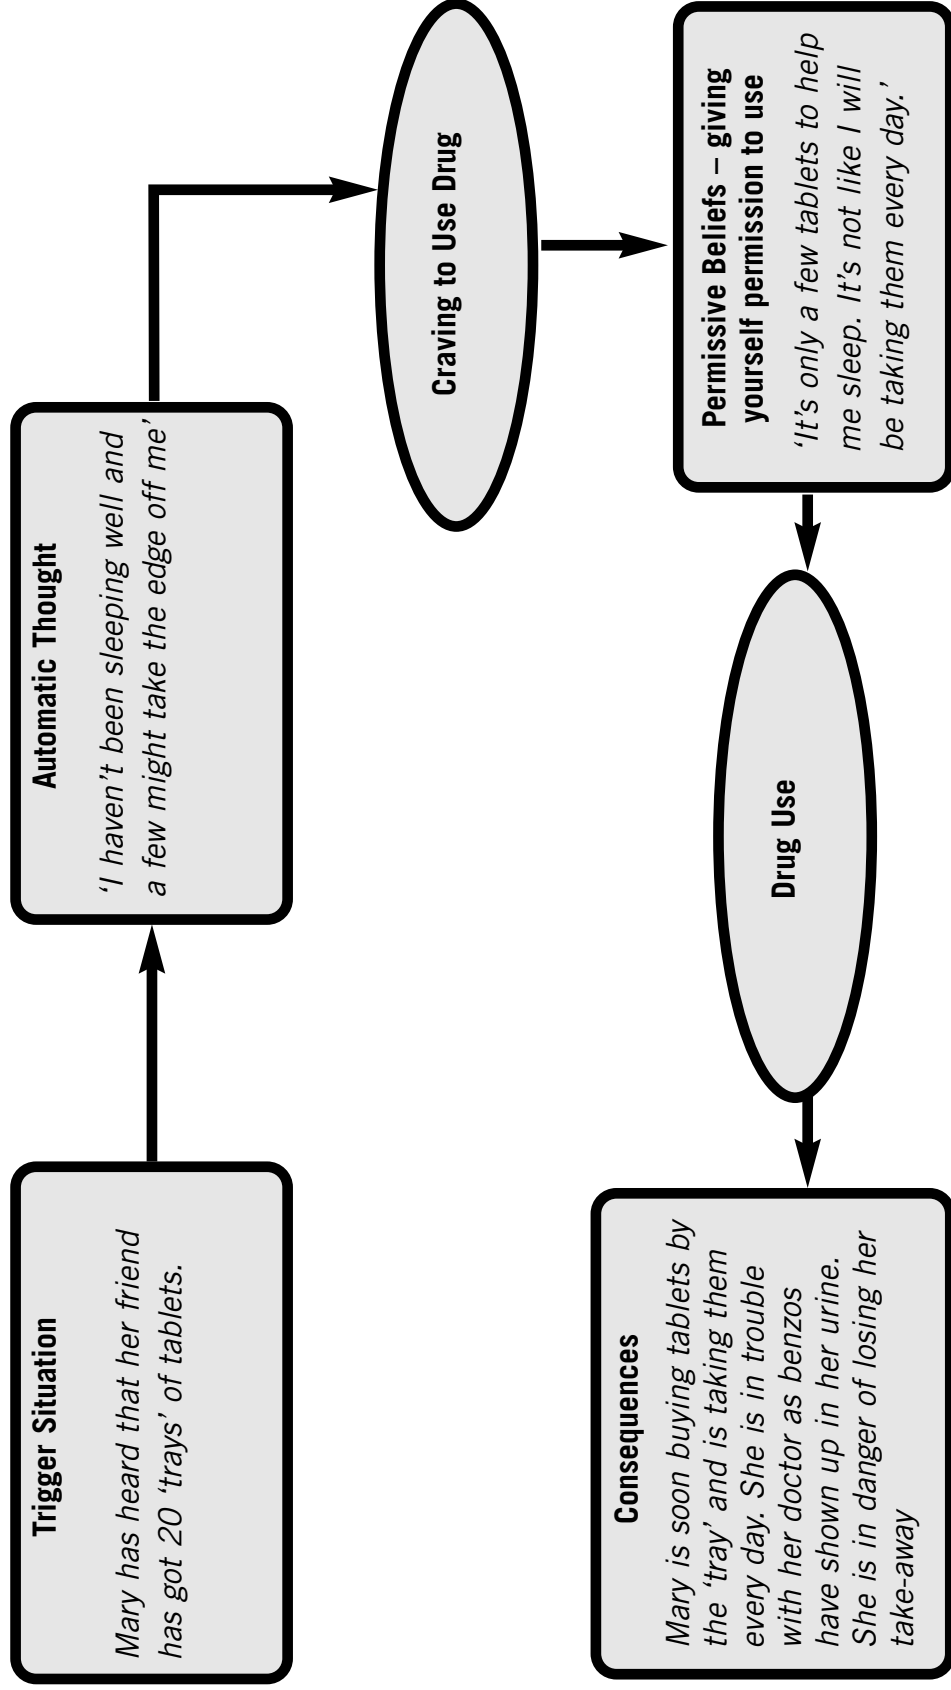 Trigger Situation
Mary has heard that her friend
has got 20 ‘trays’ of tablets.
Automatic Thought
‘I haven’t been sleeping well and
a few might take the edge off me’
Craving to Use Drug
Permissive Beliefs – giving
yourself permission to use
‘It’s only a few tablets to help
me sleep. It’s not like I will
be taking them every day.’
Drug Use
Consequences
Mary is soon buying tablets by
the ‘tray’ and is taking them
every day. She is in trouble
with her doctor as benzos
have shown up in her urine.
She is in danger of losing her
take-away